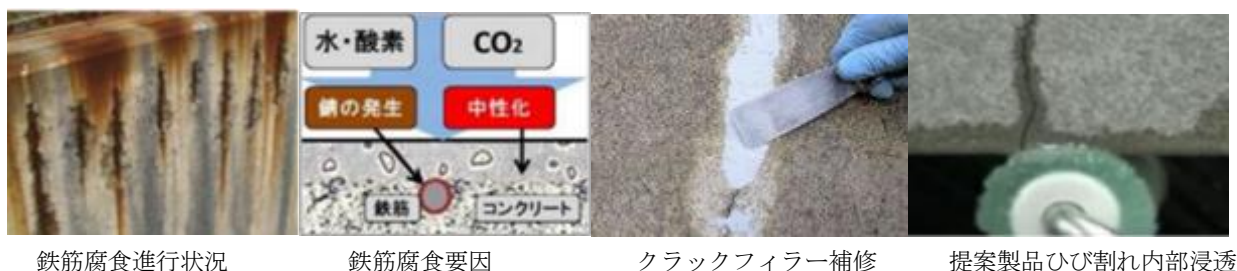 水・酸素
CO₂
錆の発生
中性化
鉄筋
コンクリート
鉄筋腐食進行状況
鉄筋腐食要因
クラックフィラー補修
提案製品ひび割れ内部浸透